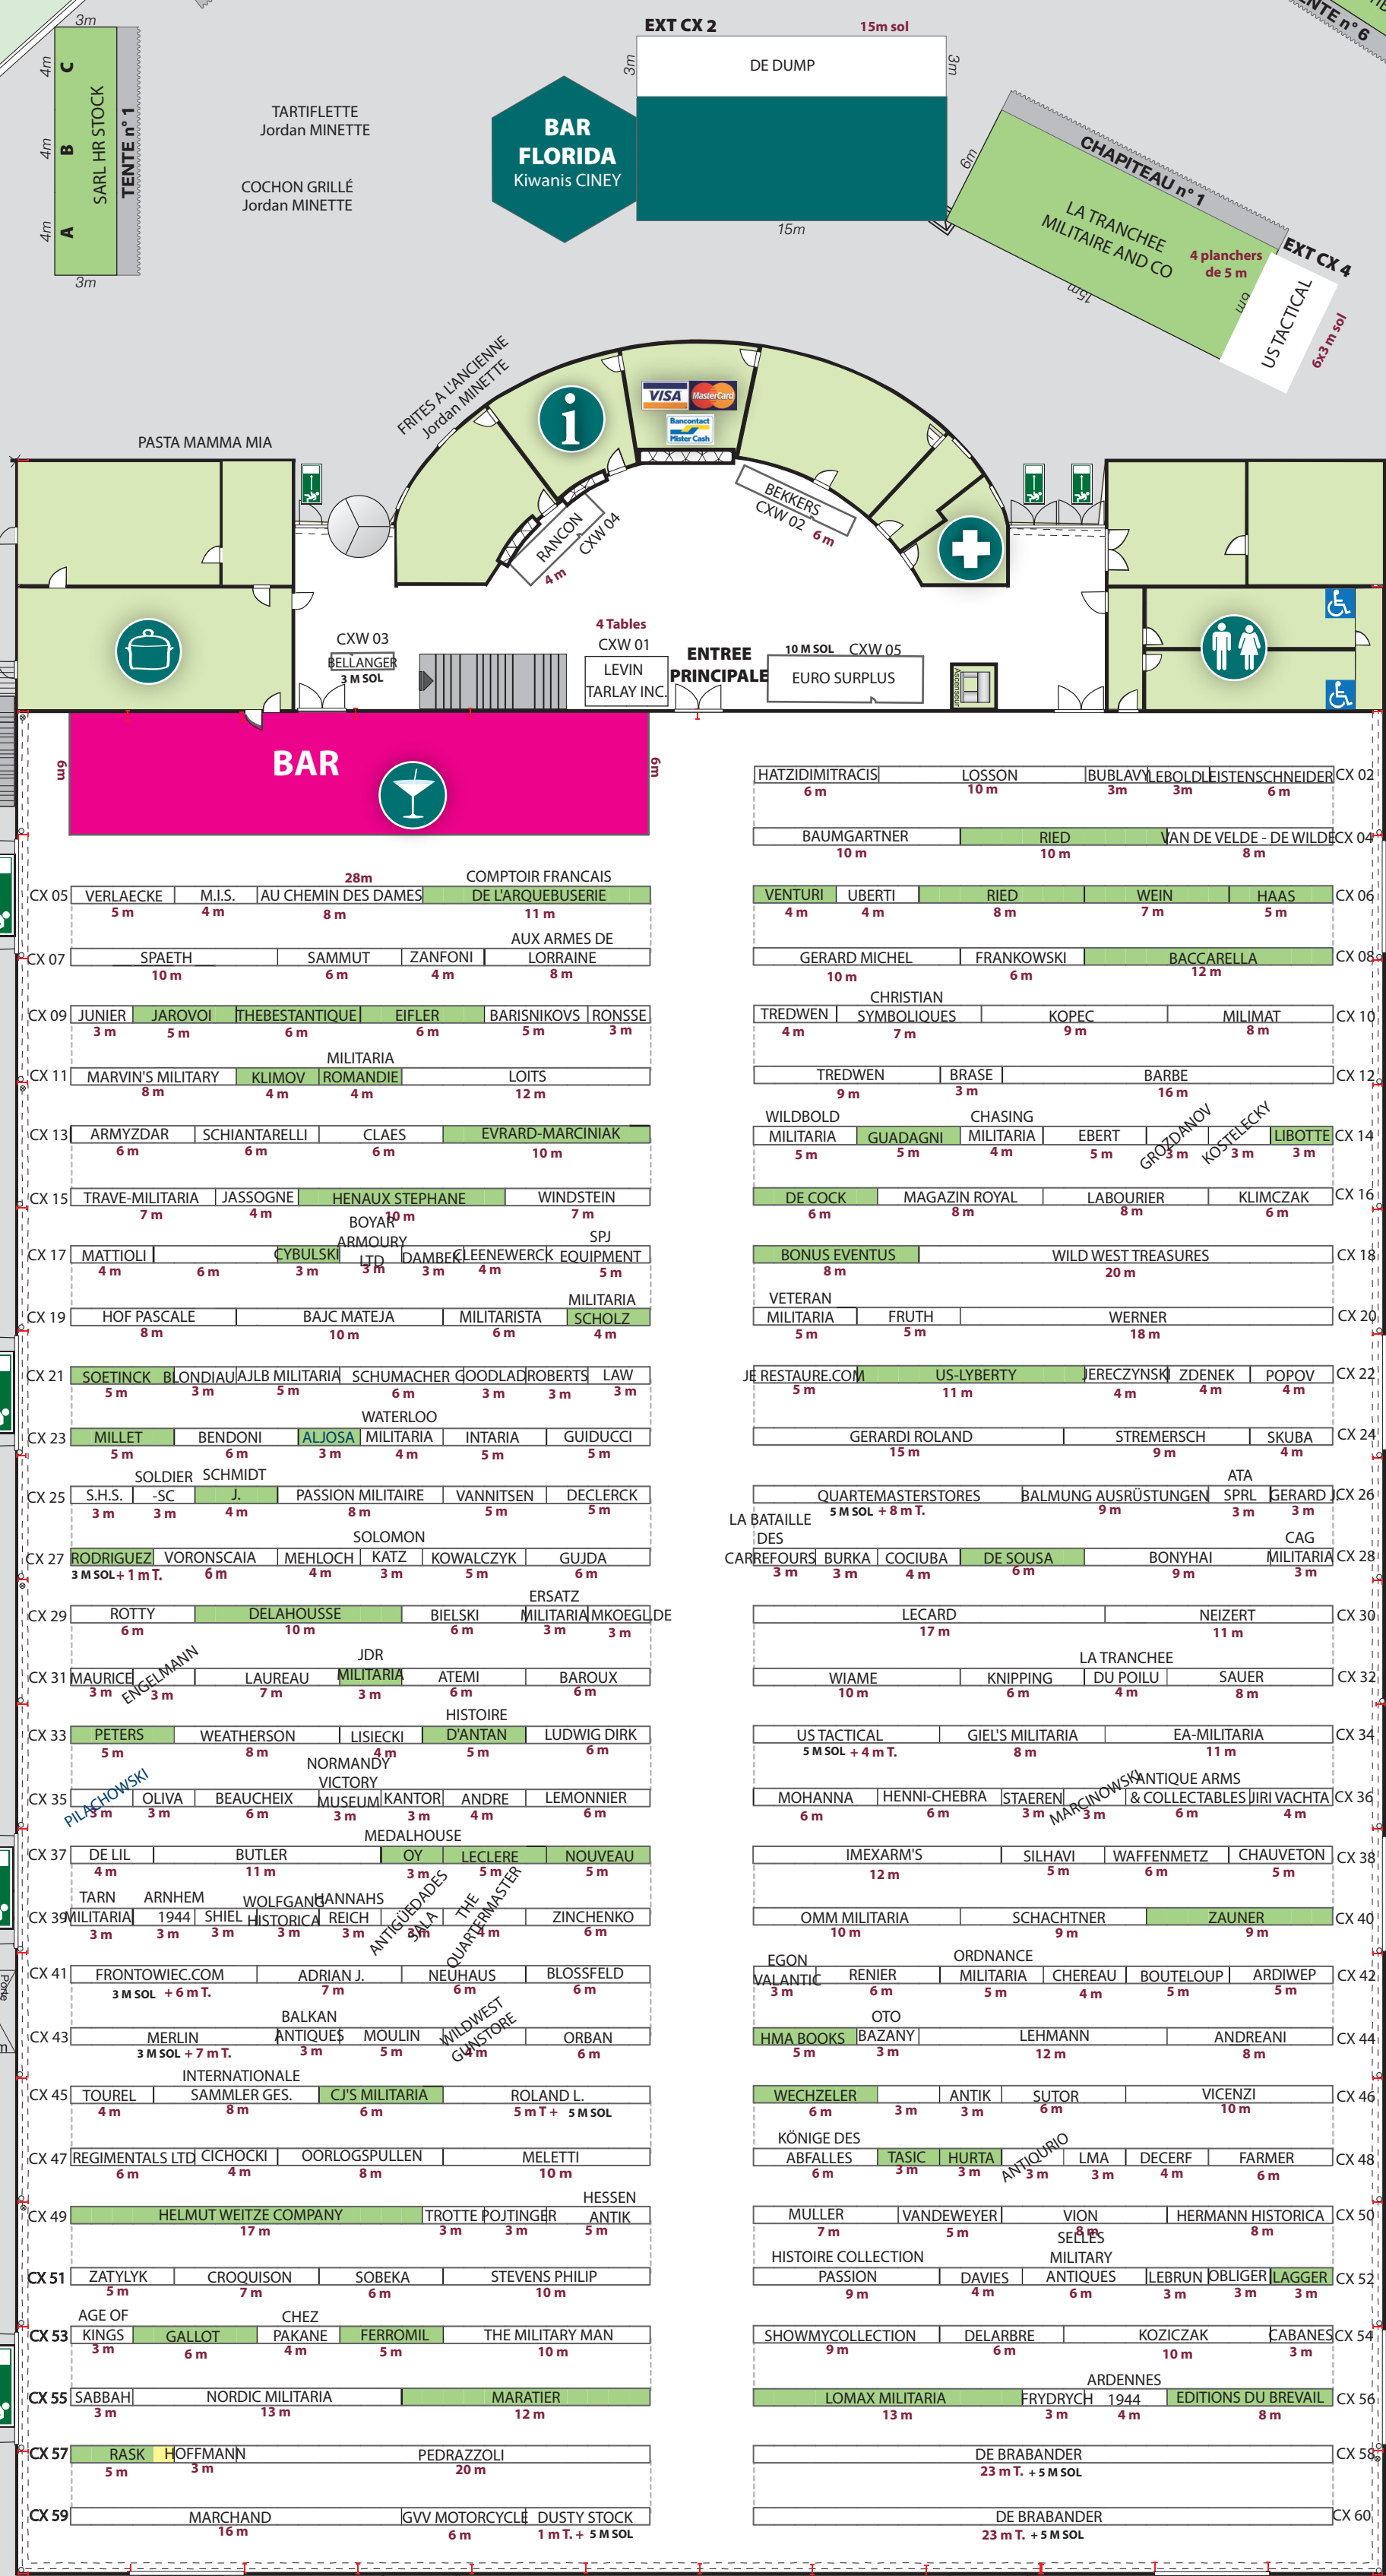 3m
4m
C
SARL HR STOCK
TENTE n° 1
4m
B
4m
A
3m
TARTIFLETTE
Jordan MINETTE
COCHON GRILLÉ
Jordan MINETTE
EXT CX 2
15m sol
3m
DE DUMP
3m
BAR
FLORIDA
Kiwanis CINEY
15m
TENTE n° 6
6m
CHAPITEAU n° 1
LA TRANCHEE
MILITAIRE AND CO
4 planchers
de 5 m
15m
6m
EXT CX 4
US TACTICAL
6x3 m sol
FRITES A L'ANCIENNE
Jordan MINETTE
PASTA MAMMA MIA
i
VISA
MasterCard
Bancontact
Mister Cash
RANCON
CXW 04
4 m
BEKKERS
CXW 02
6 m
CXW 03
BELLANGER
3 M SOL
4 Tables
CXW 01
LEVIN
TARLAY INC.
ENTREE
PRINCIPALE
10 M SOL CXW 05
EURO SURPLUS
Ascenseur
BAR
6m
6m
HATZIDIMITRACIS LOSSON BUBLAVY LEBOLD LEISTENSCHNEIDER CX 02
6 m 10 m 3m 3m 6 m
BAUMGARTNER RIED VAN DE VELDE - DE WILDE CX 04
10 m 10 m 8 m
28m COMPTOIR FRANCAIS
CX 05 VERLAECKE M.I.S. AU CHEMIN DES DAMES DE L'ARQUEBUSERIE
5 m 4 m 8 m 11 m
VENTURI UBERTI RIED WEIN HAAS CX 06
4 m 4 m 8 m 7 m 5 m
AUX ARMES DE
CX 07 SPAETH SAMMUT ZANFONI LORRAINE
10 m 6 m 4 m 8 m
GERARD MICHEL FRANKOWSKI BACCARELLA CX 08
10 m 6 m 12 m
CX 09 JUNIER JAROVOI THEBESTANTIQUE EIFLER BARISNIKOVS RONSSE
3 m 5 m 6 m 6 m 5 m 3 m
CHRISTIAN
TREDWEN SYMBOLIQUES KOPEC MILIMAT CX 10
4 m 7 m 9 m 8 m
MILITARIA
CX 11 MARVIN'S MILITARY KLIMOV ROMANDIE LOITS
8 m 4 m 4 m 12 m
TREDWEN BRASE BARBE CX 12
9 m 3 m 16 m
CX 13 ARMYZDAR SCHIANTARELLI CLAES EVRARD-MARCINIAK
6 m 6 m 6 m 10 m
WILDBOLD CHASING
MILITARIA GUADAGNI MILITARIA EBERT GROZDANOV KOSTELECKY LIBOTTE CX 14
5 m 5 m 4 m 5 m 3 m 3 m 3 m
CX 15 TRAVE-MILITARIA JASSOGNE HENAUX STEPHANE WINDSTEIN
7 m 4 m 10 m 7 m
DE COCK MAGAZIN ROYAL LABOURIER KLIMCZAK CX 16
6 m 8 m 8 m 6 m
BOYAR
ARMOURY SPJ
CX 17 MATTIOLI CYBULSKI LTD DAMBEK CLEENEWERCK EQUIPMENT
4 m 6 m 3 m 3 m 3 m 4 m 5 m
BONUS EVENTUS WILD WEST TREASURES CX 18
8 m 20 m
MILITARIA
CX 19 HOF PASCALE BAJC MATEJA MILITARISTA SCHOLZ
8 m 10 m 6 m 4 m
VETERAN
MILITARIA FRUTH WERNER CX 20
5 m 5 m 18 m
CX 21 SOETINCK BLONDIAU AJLB MILITARIA SCHUMACHER GOODLAD ROBERTS LAW
5 m 3 m 5 m 6 m 3 m 3 m 3 m
JE RESTAURE.COM US-LYBERTY JERECZYNSKI ZDENEK POPOV CX 22
5 m 11 m 4 m 4 m 4 m
WATERLOO
CX 23 MILLET BENDONI ALJOSA MILITARIA INTARIA GUIDUCCI
5 m 6 m 3 m 4 m 5 m 5 m
GERARDI ROLAND STREMERSCH SKUBA CX 24
15 m 9 m 4 m
SOLDIER SCHMIDT
CX 25 S.H.S. -SC J. PASSION MILITAIRE VANNITSEN DECLERCK
3 m 3 m 4 m 8 m 5 m 5 m
ATA
QUARTEMASTERSTORES BALMUNG AUSRÜSTUNGEN SPRL GERARD J. CX 26
5 M SOL + 8 m T. 9 m 3 m 3 m
SOLOMON
CX 27 RODRIGUEZ VORONSCAIA MEHLOCH KATZ KOWALCZYK GUJDA
3 M SOL + 1 m T. 6 m 4 m 3 m 5 m 6 m
LA BATAILLE
DES CAG
CARREFOURS BURKA COCIUBA DE SOUSA BONYHAI MILITARIA CX 28
3 m 3 m 4 m 6 m 9 m 3 m
ERSATZ
CX 29 ROTTY DELAHOUSSE BIELSKI MILITARIA MKOEGL.DE
6 m 10 m 6 m 3 m 3 m
LECARD NEIZERT CX 30
17 m 11 m
JDR
CX 31 MAURICE ENGELMANN LAUREAU MILITARIA ATEMI BAROUX
3 m 3 m 7 m 3 m 6 m 6 m
LA TRANCHEE
WIAME KNIPPING DU POILU SAUER CX 32
10 m 6 m 4 m 8 m
HISTOIRE
CX 33 PETERS WEATHERSON LISIECKI D'ANTAN LUDWIG DIRK
5 m 8 m 4 m 5 m 6 m
US TACTICAL GIEL'S MILITARIA EA-MILITARIA CX 34
5 M SOL + 4 m T. 8 m 11 m
NORMANDY
VICTORY
CX 35 PILACHOWSKI OLIVA BEAUCHEIX MUSEUM KANTOR ANDRE LEMONNIER
3 m 3 m 6 m 3 m 3 m 4 m 6 m
ANTIQUE ARMS
MOHANNA HENNI-CHEBRA STAEREN MARCINOWSKI & COLLECTABLES JIRI VACHTA CX 36
6 m 6 m 3 m 3 m 6 m 4 m
MEDALHOUSE
CX 37 DE LIL BUTLER OY LECLERE NOUVEAU
4 m 11 m 3 m 5 m 5 m
IMEXARM'S SILHAVI WAFFENMETZ CHAUVETON CX 38
12 m 5 m 6 m 5 m
TARN ARNHEM WOLFGANG HANNAHS ANTIGÜEDADES THE
CX 39 MILITARIA 1944 SHIEL HISTORICA REICH SALA QUARTERMASTER ZINCHENKO
3 m 3 m 3 m 3 m 3 m 3 m 4 m 6 m
OMM MILITARIA SCHACHTNER ZAUNER CX 40
10 m 9 m 9 m
CX 41 FRONTOWIEC.COM ADRIAN J. NEUHAUS BLOSSFELD
3 M SOL + 6 m T. 7 m 6 m 6 m
EGON ORDNANCE
VALANTIC RENIER MILITARIA CHEREAU BOUTELOUP ARDIWEP CX 42
3 m 6 m 5 m 4 m 5 m 5 m
Porte
BALKAN WILDWEST
CX 43 MERLIN ANTIQUES MOULIN GUNSTORE ORBAN
3 M SOL + 7 m T. 3 m 5 m 4 m 6 m
OTO
HMA BOOKS BAZANY LEHMANN ANDREANI CX 44
5 m 3 m 12 m 8 m
INTERNATIONALE
CX 45 TOUREL SAMMLER GES. CJ'S MILITARIA ROLAND L.
4 m 8 m 6 m 5 m T + 5 M SOL
WECHZELER ANTIK SUTOR VICENZI CX 46
6 m 3 m 3 m 6 m 10 m
CX 47 REGIMENTALS LTD CICHOCKI OORLOGSPULLEN MELETTI
6 m 4 m 8 m 10 m
KÖNIGE DES
ABFALLES TASIC HURTA ANTIQURIO LMA DECERF FARMER CX 48
6 m 3 m 3 m 3 m 3 m 4 m 6 m
HESSEN
CX 49 HELMUT WEITZE COMPANY TROTTE POJTINGER ANTIK
17 m 3 m 3 m 5 m
MULLER VANDEWEYER VION HERMANN HISTORICA CX 50
7 m 5 m 8 m 8 m
CX 51 ZATYLYK CROQUISON SOBEKA STEVENS PHILIP
5 m 7 m 6 m 10 m
SELLES
HISTOIRE COLLECTION MILITARY
PASSION DAVIES ANTIQUES LEBRUN OBLIGER LAGGER CX 52
9 m 4 m 6 m 3 m 3 m 3 m
AGE OF CHEZ
CX 53 KINGS GALLOT PAKANE FERROMIL THE MILITARY MAN
3 m 6 m 4 m 5 m 10 m
SHOWMYCOLLECTION DELARBRE KOZICZAK CABANES CX 54
9 m 6 m 10 m 3 m
CX 55 SABBAH NORDIC MILITARIA MARATIER
3 m 13 m 12 m
ARDENNES
LOMAX MILITARIA FRYDRYCH 1944 EDITIONS DU BREVAIL CX 56
13 m 3 m 4 m 8 m
CX 57 RASK HOFFMANN PEDRAZZOLI
5 m 3 m 20 m
DE BRABANDER CX 58
23 m T. + 5 M SOL
CX 59 MARCHAND GVV MOTORCYCLE DUSTY STOCK
16 m 6 m 1 m T. + 5 M SOL
DE BRABANDER CX 60
23 m T. + 5 M SOL